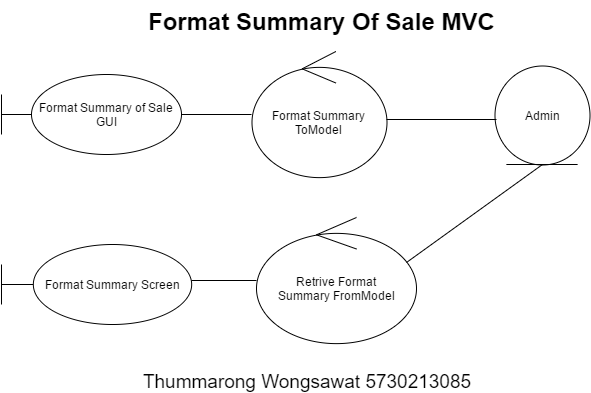 Format Summary Of Sale MVC
Format Summary of Sale
GUI
Format Summary
ToModel
Admin
Format Summary Screen
Retrive Format
Summary FromModel
Thummarong Wongsawat 5730213085